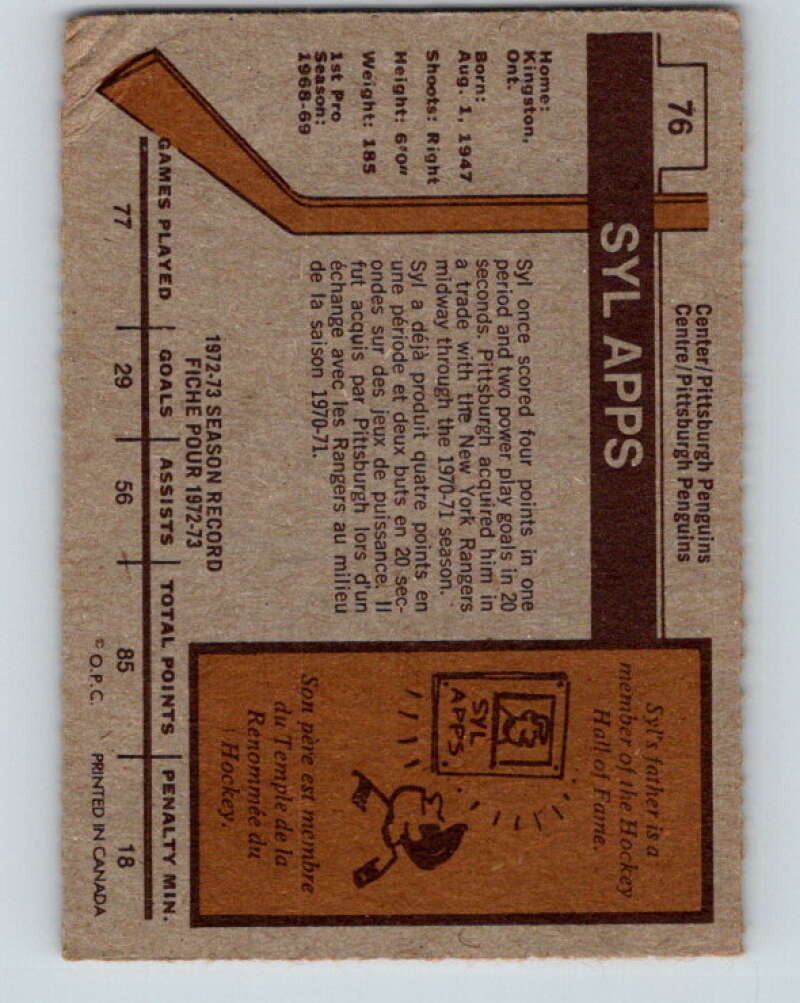 76
Center/Pittsburgh Penguins
Centre/Pittsburgh Penguins
SYL APPS
Home:
Kingston,
Ont.
Born:
Aug. 1, 1947
Shoots: Right
Height: 6'0"
Weight: 185
1st Pro
Season:
1968-69
Syl once scored four points in one
period and two power play goals in 20
seconds. Pittsburgh acquired him in
a trade with the New York Rangers
midway through the 1970-71 season.
Syl a déjà produit quatre points en
une période et deux buts en 20 sec-
ondes sur des jeux de puissance. Il
fut acquis par Pittsburgh lors d'un
échange avec les Rangers au milieu
de la saison 1970-71.
Syl's father is a
member of the Hockey
Hall of Fame.
SYL
APPS
Son père est membre
du Temple de la
Renommée du
Hockey.
1972-73 SEASON RECORD
FICHE POUR 1972-73
GAMES PLAYED GOALS ASSISTS TOTAL POINTS PENALTY MIN.
77 29 56 85 18
© O.P.C. PRINTED IN CANADA